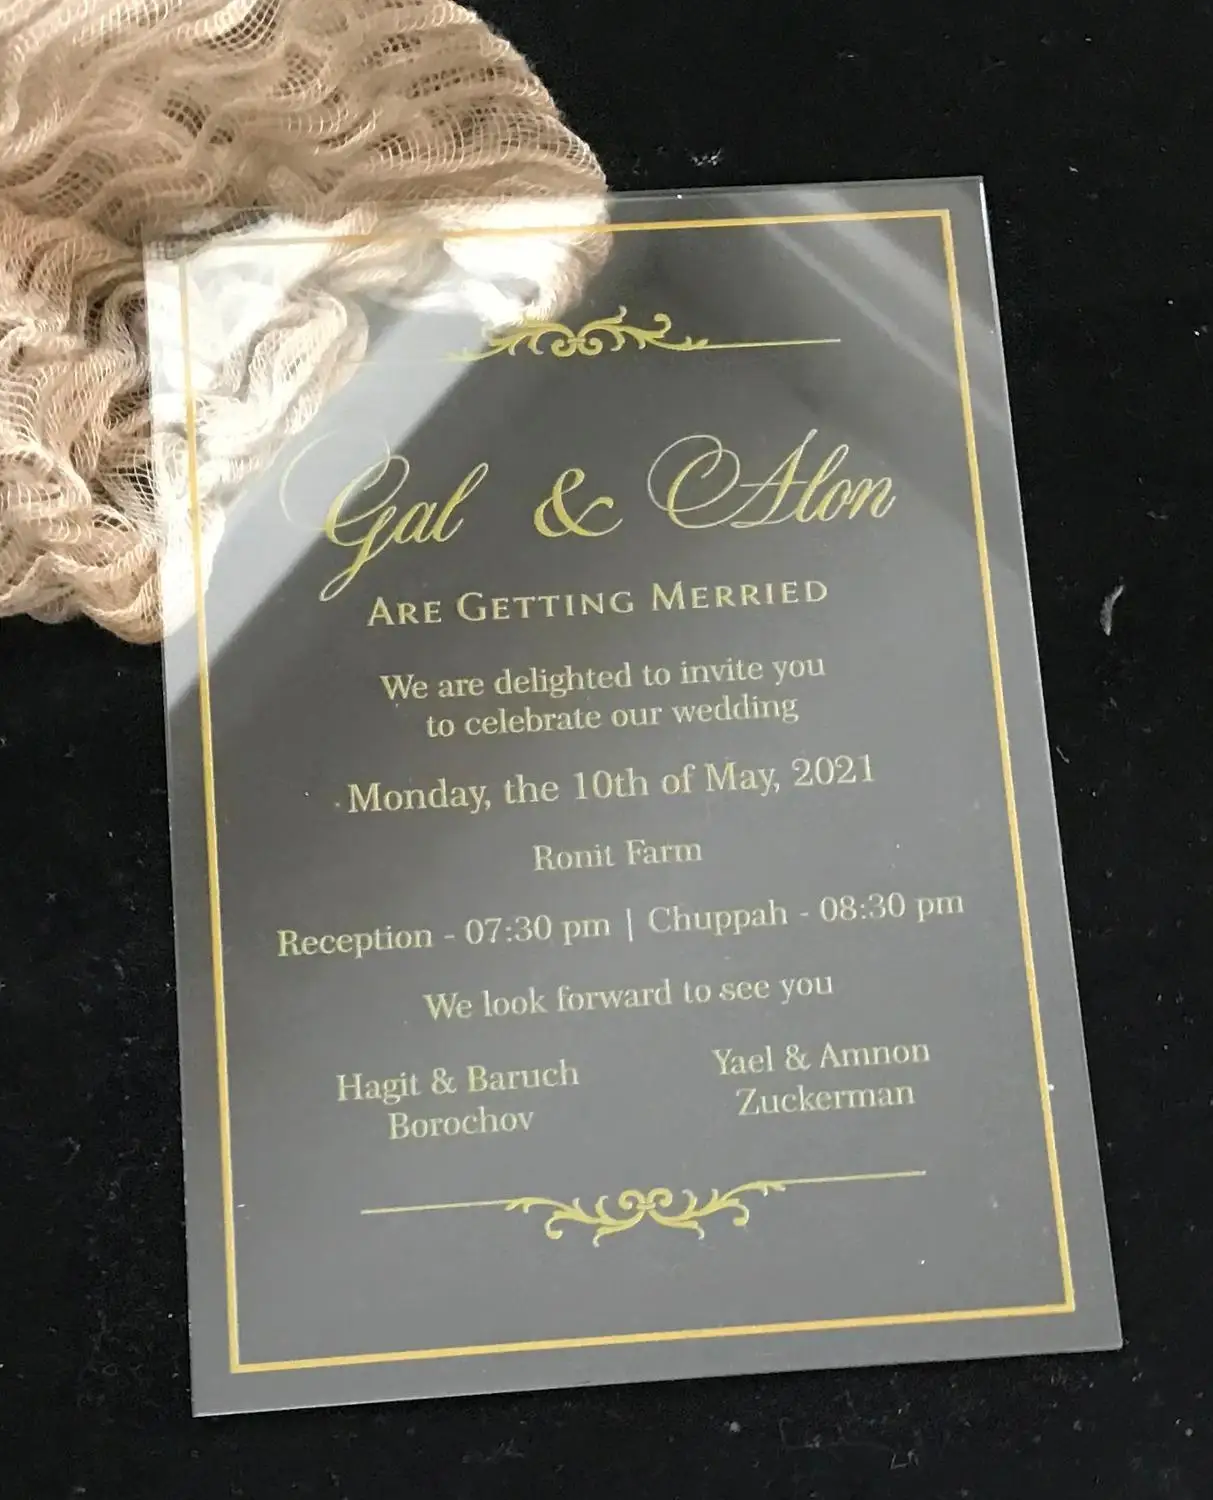 Gal & Alon
ARE GETTING MERRIED
We are delighted to invite you
to celebrate our wedding
Monday, the 10th of May, 2021
Ronit Farm
Reception - 07:30 pm | Chuppah - 08:30 pm
We look forward to see you
Hagit & Baruch
Borochov
Yael & Amnon
Zuckerman